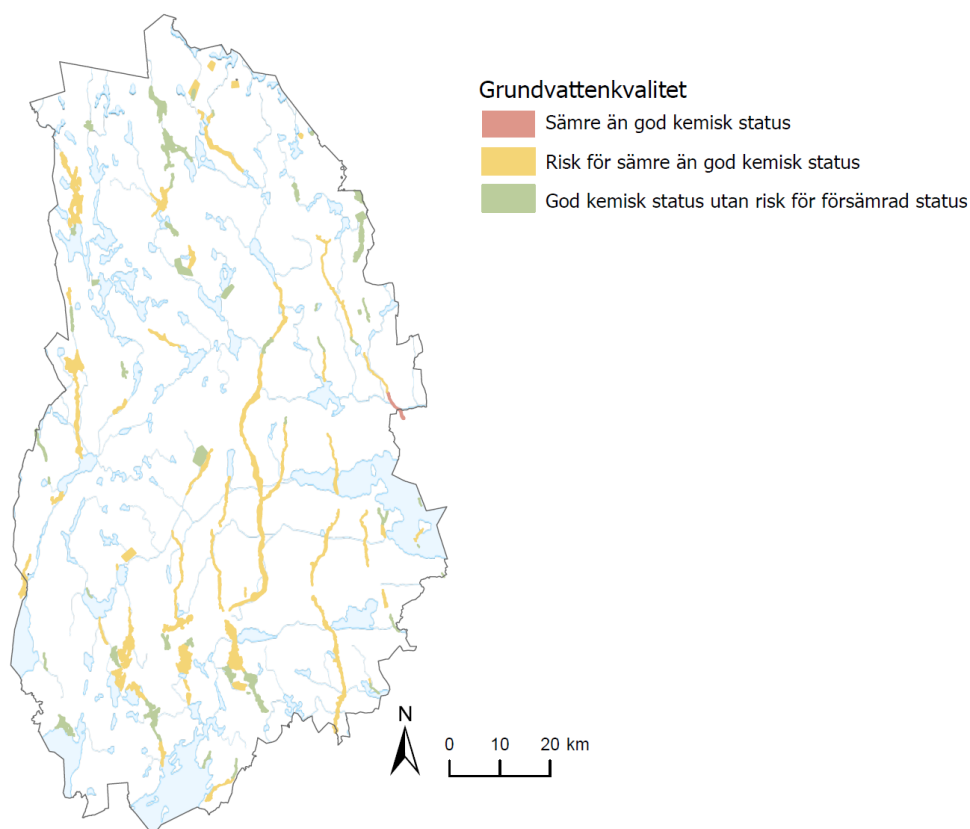 Grundvattenkvalitet
Sämre än god kemisk status
Risk för sämre än god kemisk status
God kemisk status utan risk för försämrad status
N
0 10 20 km